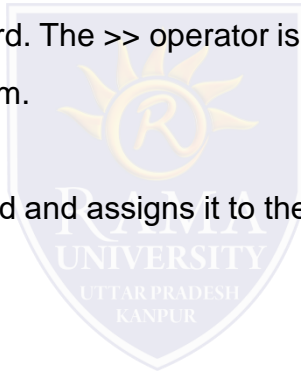 rd. The >> operator is
m.
d and assigns it to the
R
RAMA
UNIVERSITY
UTTAR PRADESH
KANPUR